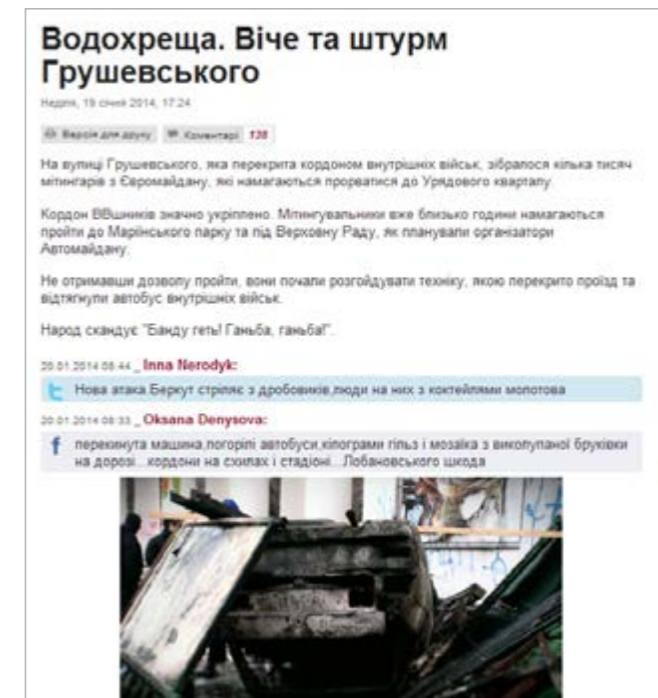 Водохреща. Віче та штурм
Грушевського
Неділя, 19 січня 2014, 17:24
Версія для друку Коментарі 138
На вулиці Грушевського, яка перекрита кордоном внутрішніх військ, зібралося кілька тисяч
мітингарів з Євромайдану, які намагаються прорватися до Урядового кварталу.
Кордон ВВшників значно укріплено. Мітингувальники вже близько години намагаються
пройти до Маріїнського парку та під Верховну Раду, як планували організатори
Автомайдану.
Не отримавши дозволу пройти, вони почали розгойдувати техніку, якою перекрито проїзд та
відтягнули автобус внутрішніх військ.
Народ скандує "Банду геть! Ганьба, ганьба!".
20.01.2014 08:44 _ Inna Nerodyk:
Нова атака.Беркут стріляє з дробовиків,люди на них з коктейлями молотова
20.01.2014 08:33 _ Oksana Denysova:
перекинута машина,погорілі автобуси,кілограми гільз і мозаїка з виколупаної бруківки
на дорозі...кордони на схилах і стадіоні...Лобановського шкода